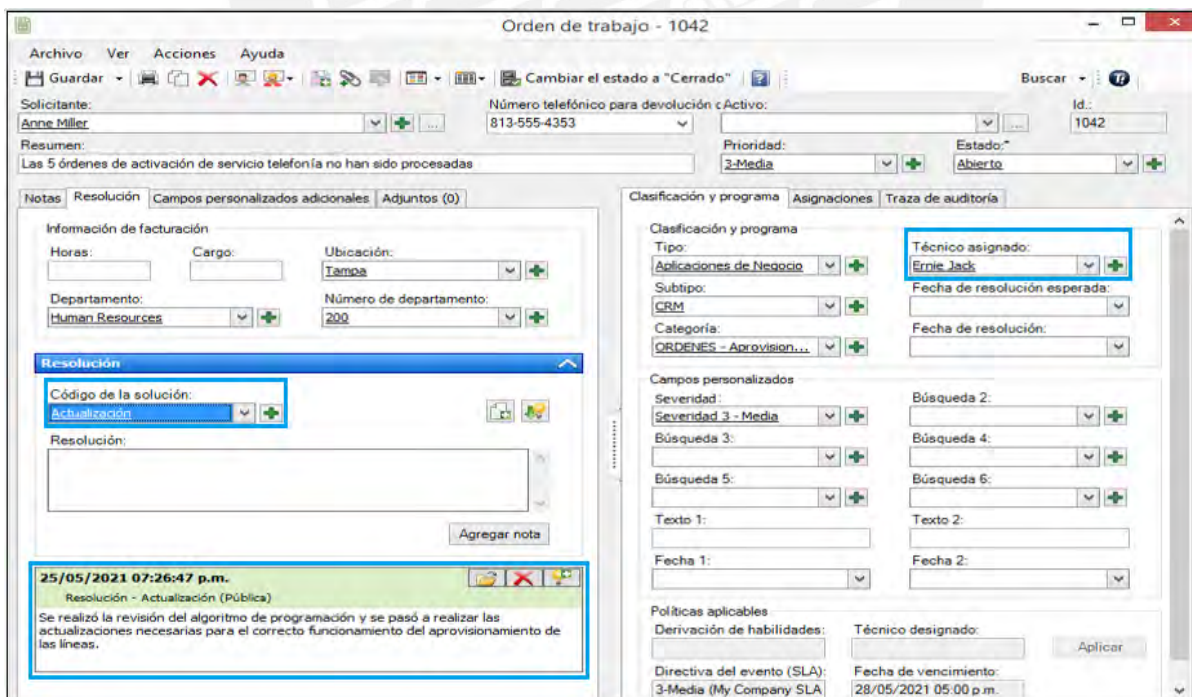 Orden de trabajo - 1042
Archivo Ver Acciones Ayuda
Guardar Cambiar el estado a "Cerrado" Buscar
Solicitante: Número telefónico para devolución c Activo: Id.:
Anne Miller 813-555-4353 1042
Resumen: Prioridad: Estado:*
Las 5 órdenes de activación de servicio telefonía no han sido procesadas 3-Media Abierto
Notas Resolución Campos personalizados adicionales Adjuntos (0)
Información de facturación
Horas: Cargo: Ubicación:
Tampa
Departamento: Número de departamento:
Human Resources 200
Resolución
Código de la solución:
Actualización
Resolución:
Agregar nota
25/05/2021 07:26:47 p.m.
Resolución - Actualización (Pública)
Se realizó la revisión del algoritmo de programación y se pasó a realizar las
actualizaciones necesarias para el correcto funcionamiento del aprovisionamiento de
las líneas.
Clasificación y programa Asignaciones Traza de auditoría
Clasificación y programa
Tipo: Técnico asignado:
Aplicaciones de Negocio Ernie Jack
Subtipo: Fecha de resolución esperada:
CRM
Categoría: Fecha de resolución:
ORDENES - Aprovision...
Campos personalizados
Severidad: Búsqueda 2:
Severidad 3 - Media
Búsqueda 3: Búsqueda 4:
Búsqueda 5: Búsqueda 6:
Texto 1: Texto 2:
Fecha 1: Fecha 2:
Políticas aplicables
Derivación de habilidades: Técnico designado:
Aplicar
Directiva del evento (SLA): Fecha de vencimiento:
3-Media (My Company SLA 28/05/2021 05:00 p.m.